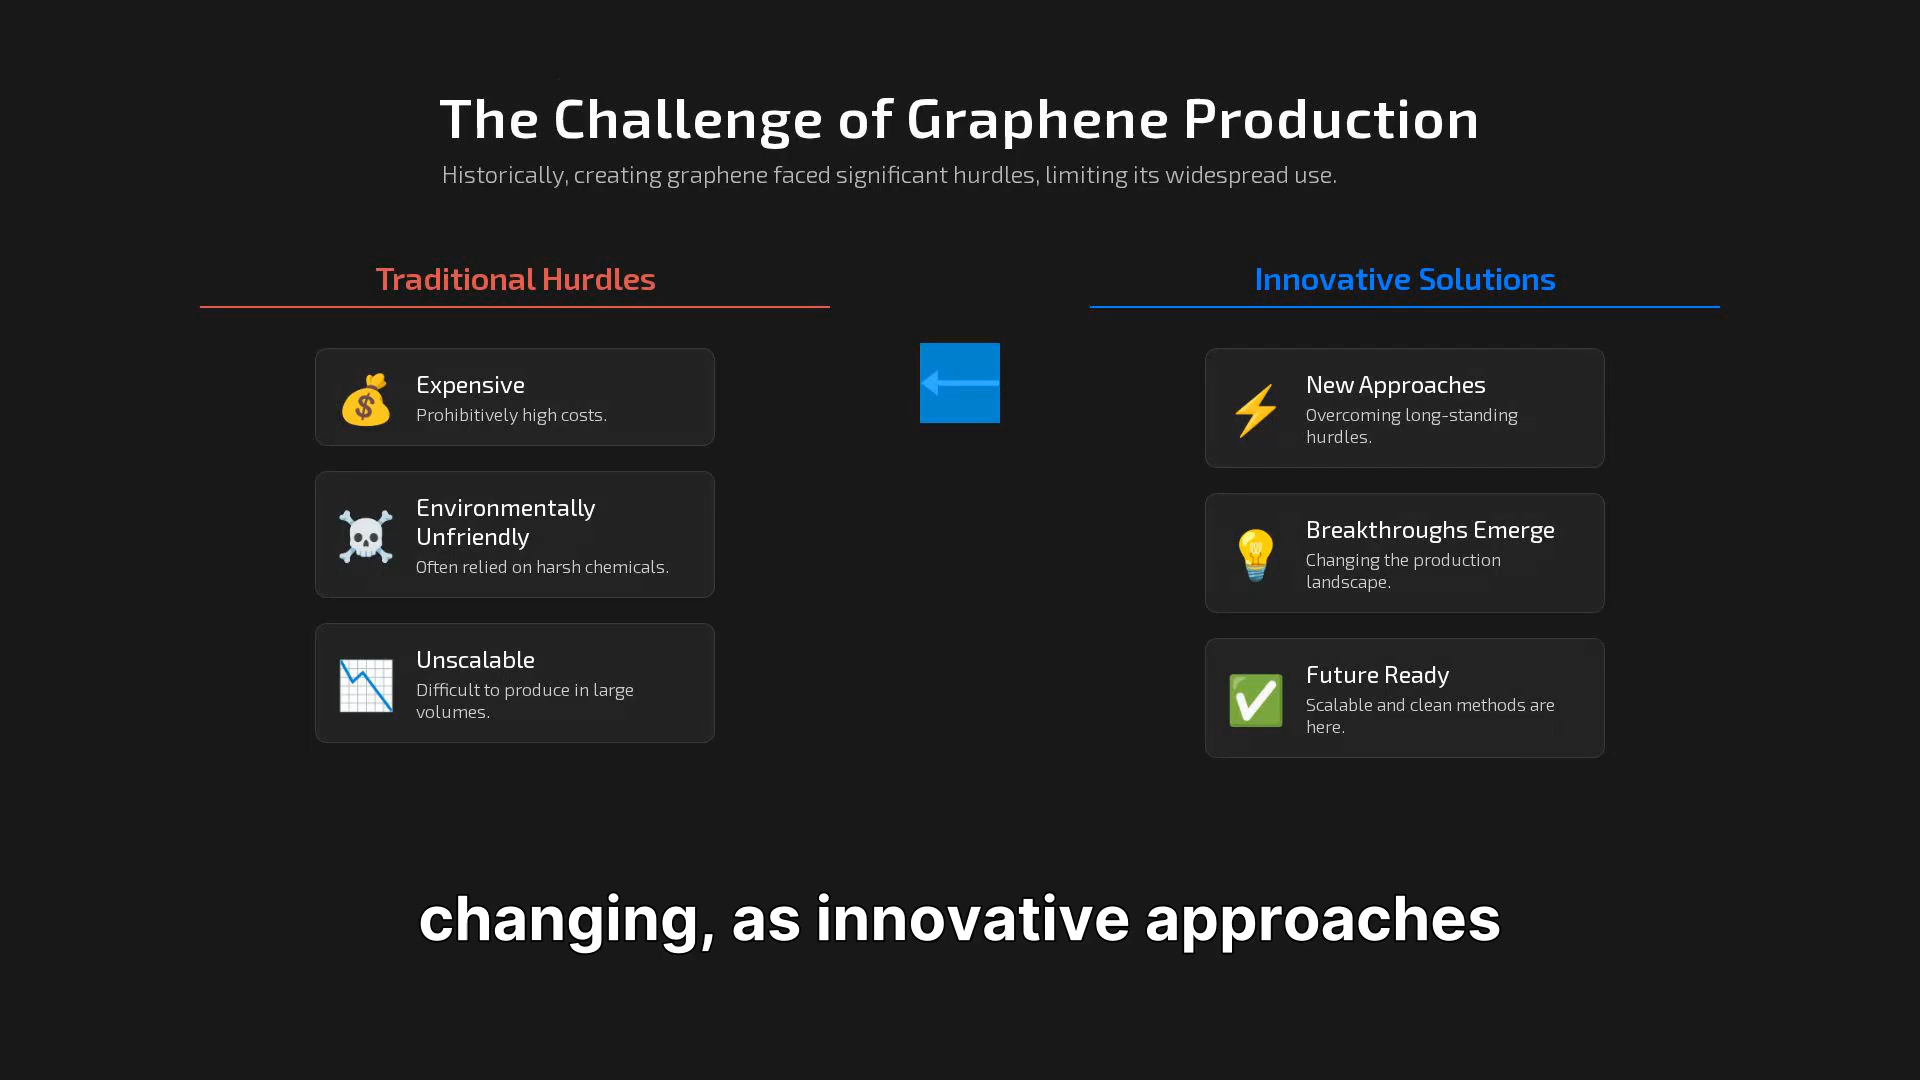 The Challenge of Graphene Production
Historically, creating graphene faced significant hurdles, limiting its widespread use.
Traditional Hurdles
Expensive
Prohibitively high costs.
Environmentally
Unfriendly
Often relied on harsh chemicals.
Unscalable
Difficult to produce in large
volumes.
Innovative Solutions
New Approaches
Overcoming long-standing
hurdles.
Breakthroughs Emerge
Changing the production
landscape.
Future Ready
Scalable and clean methods are
here.
changing, as innovative approaches